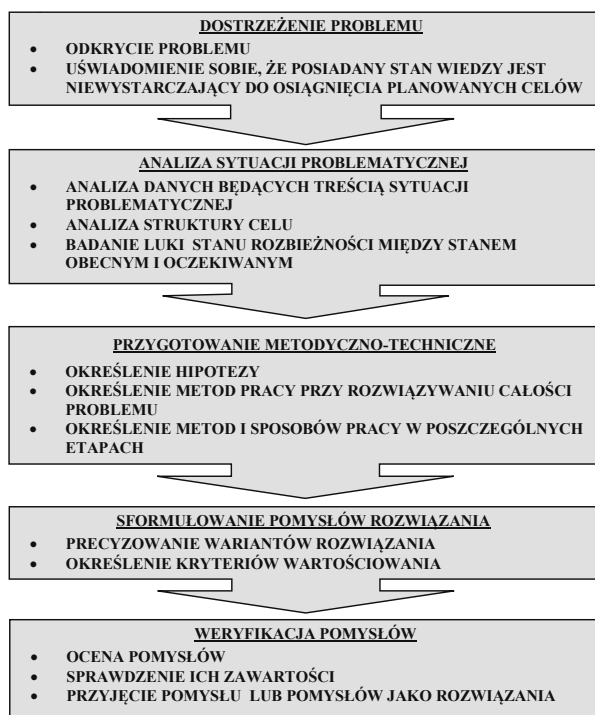 DOSTRZEŻENIE PROBLEMU
• ODKRYCIE PROBLEMU
• UŚWIADOMIENIE SOBIE, ŻE POSIADANY STAN WIEDZY JEST
NIEWYSTARCZAJĄCY DO OSIĄGNIĘCIA PLANOWANYCH CELÓW
ANALIZA SYTUACJI PROBLEMATYCZNEJ
• ANALIZA DANYCH BĘDĄCYCH TREŚCIĄ SYTUACJI
PROBLEMATYCZNEJ
• ANALIZA STRUKTURY CELU
• BADANIE LUKI STANU ROZBIEŻNOŚCI MIĘDZY STANEM
OBECNYM I OCZEKIWANYM
PRZYGOTOWANIE METODYCZNO-TECHNICZNE
• OKREŚLENIE HIPOTEZY
• OKREŚLENIE METOD PRACY PRZY ROZWIĄZYWANIU CAŁOŚCI
PROBLEMU
• OKREŚLENIE METOD I SPOSOBÓW PRACY W POSZCZEGÓLNYCH
ETAPACH
SFORMUŁOWANIE POMYSŁÓW ROZWIĄZANIA
• PRECYZOWANIE WARIANTÓW ROZWIĄZANIA
• OKREŚLENIE KRYTERIÓW WARTOŚCIOWANIA
WERYFIKACJA POMYSŁÓW
• OCENA POMYSŁÓW
• SPRAWDZENIE ICH ZAWARTOŚCI
• PRZYJĘCIE POMYSŁU LUB POMYSŁÓW JAKO ROZWIĄZANIA